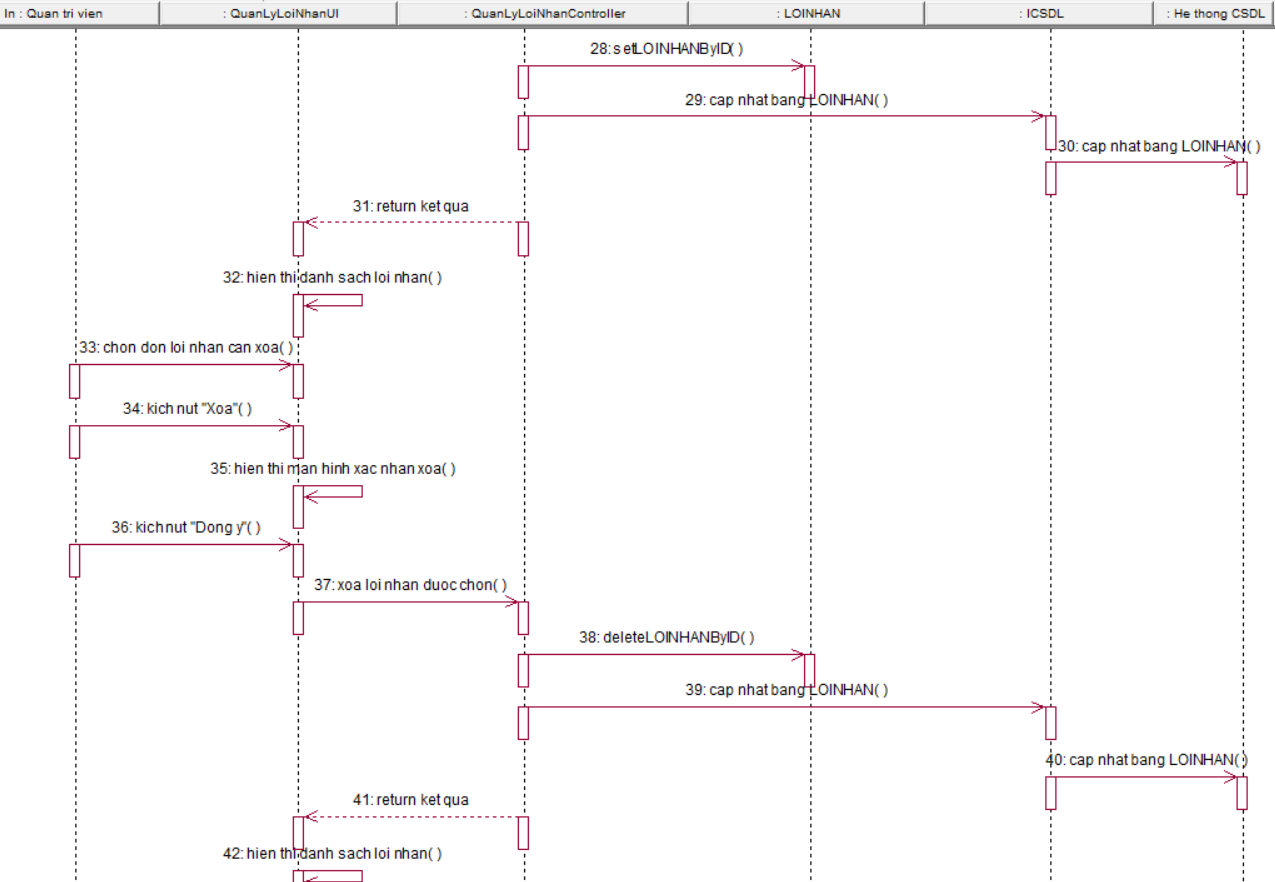 In : Quan tri vien
: QuanLyLoiNhanUI
: QuanLyLoiNhanController
: LOINHAN
: ICSDL
: He thong CSDL
28: setLOINHANByID( )
29: cap nhat bang LOINHAN( )
30: cap nhat bang LOINHAN( )
31: return ket qua
32: hien thi danh sach loi nhan( )
33: chon don loi nhan can xoa( )
34: kich nut "Xoa"( )
35: hien thi man hinh xac nhan xoa( )
36: kich nut "Dong y"( )
37: xoa loi nhan duoc chon( )
38: deleteLOINHANByID( )
39: cap nhat bang LOINHAN( )
40: cap nhat bang LOINHAN( )
41: return ket qua
42: hien thi danh sach loi nhan( )